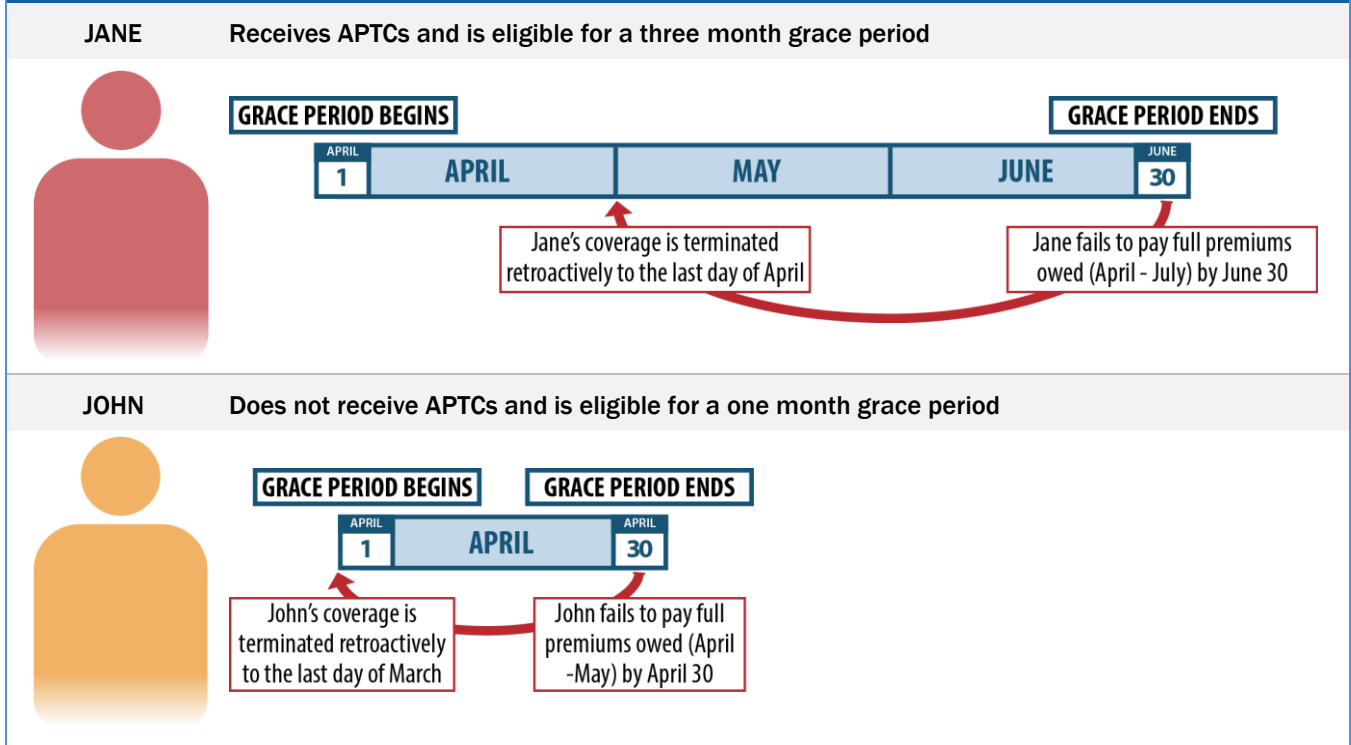 JANE Receives APTCs and is eligible for a three month grace period
GRACE PERIOD BEGINS GRACE PERIOD ENDS
APRIL JUNE
1 APRIL MAY JUNE 30
Jane's coverage is terminated
retroactively to the last day of April
Jane fails to pay full premiums
owed (April - July) by June 30
JOHN Does not receive APTCs and is eligible for a one month grace period
GRACE PERIOD BEGINS GRACE PERIOD ENDS
APRIL APRIL
1 APRIL 30
John's coverage is
terminated retroactively
to the last day of March
John fails to pay full
premiums owed (April
-May) by April 30